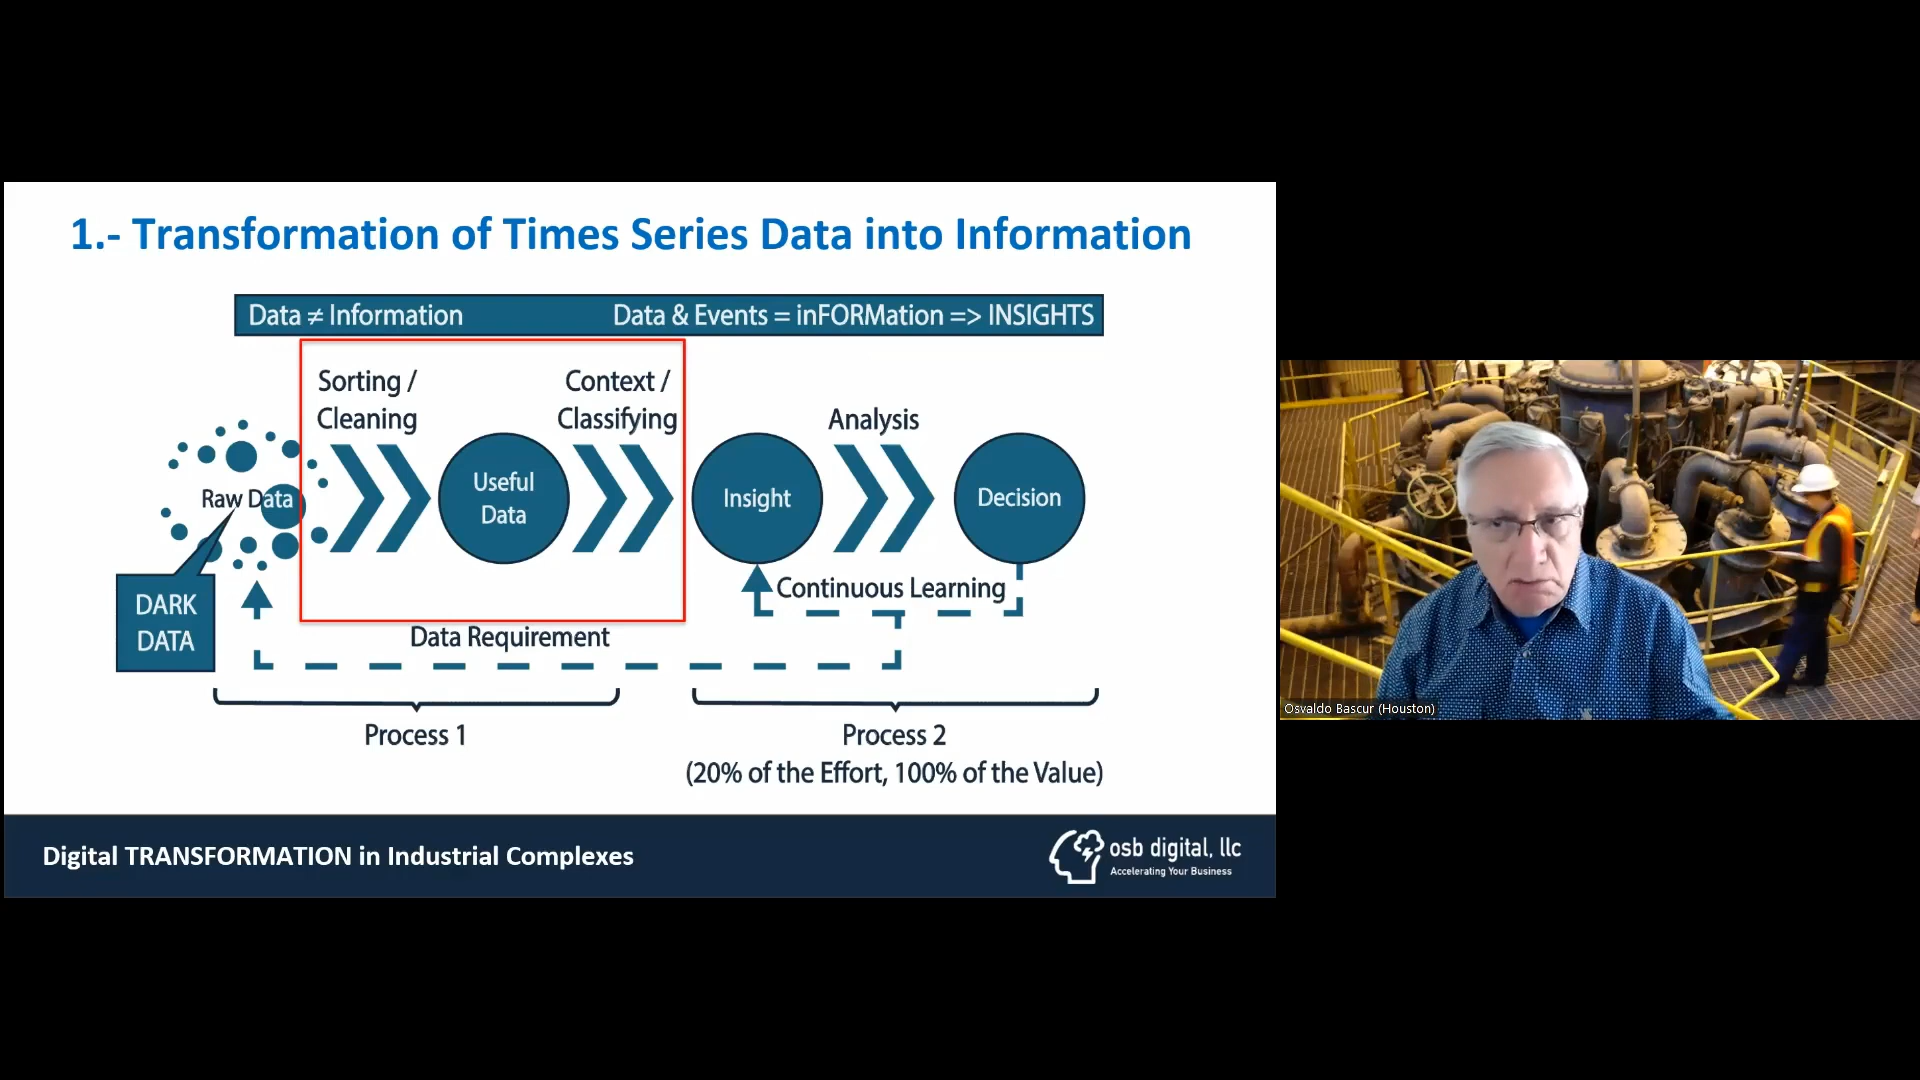 1.- Transformation of Times Series Data into Information
Data ≠ Information
Data & Events = inFORMation => INSIGHTS
Sorting /
Cleaning
Context /
Classifying
Analysis
Raw Data
Useful
Data
Insight
Decision
DARK
DATA
Continuous Learning
Data Requirement
Process 1
Process 2
(20% of the Effort, 100% of the Value)
Digital TRANSFORMATION in Industrial Complexes
osb digital, llc
Accelerating Your Business
Osvaldo Bascur (Houston)